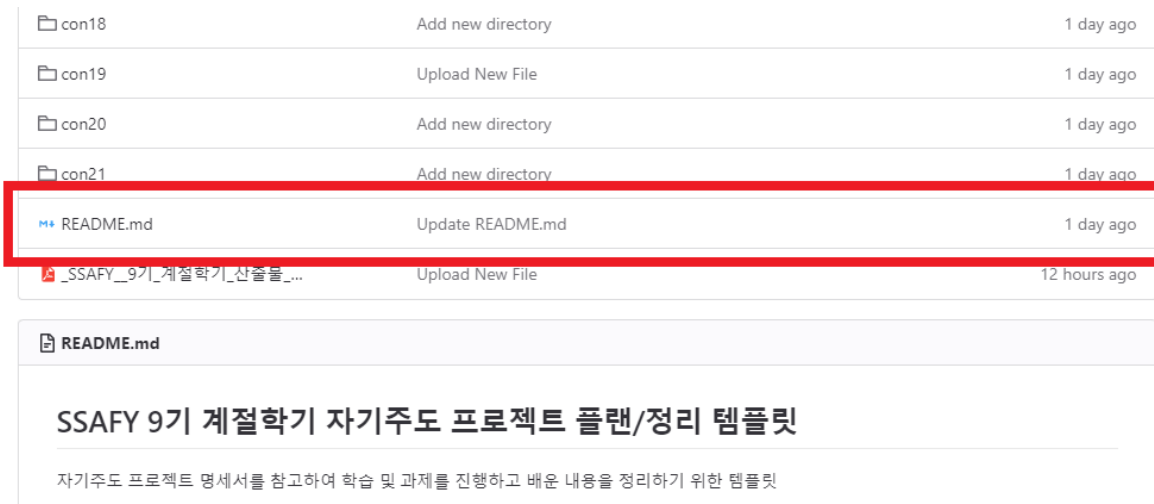 con18 Add new directory 1 day ago
con19 Upload New File 1 day ago
con20 Add new directory 1 day ago
con21 Add new directory 1 day ago
M↓ README.md Update README.md 1 day ago
_SSAFY__9기_계절학기_산출물_... Upload New File 12 hours ago
README.md
SSAFY 9기 계절학기 자기주도 프로젝트 플랜/정리 템플릿
자기주도 프로젝트 명세서를 참고하여 학습 및 과제를 진행하고 배운 내용을 정리하기 위한 템플릿